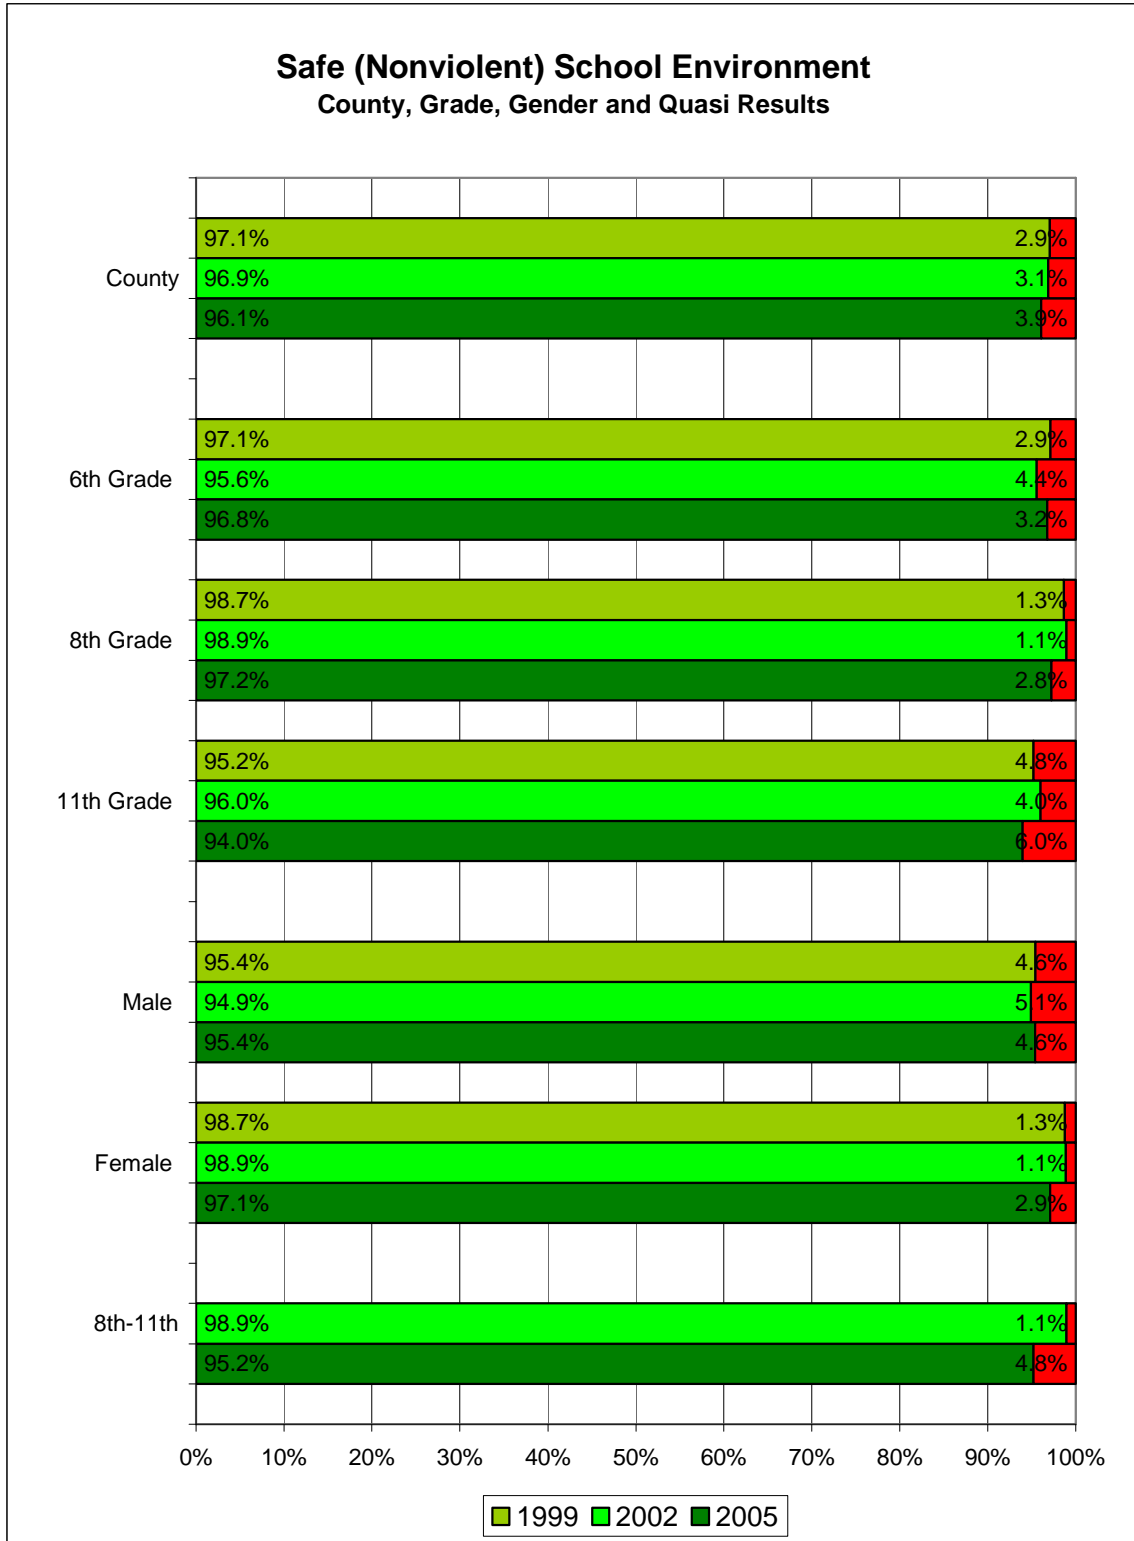 Safe (Nonviolent) School Environment
County, Grade, Gender and Quasi Results
97.1% 2.9%
County 96.9% 3.1%
96.1% 3.9%
97.1% 2.9%
6th Grade 95.6% 4.4%
96.8% 3.2%
98.7% 1.3%
8th Grade 98.9% 1.1%
97.2% 2.8%
95.2% 4.8%
11th Grade 96.0% 4.0%
94.0% 6.0%
95.4% 4.6%
Male 94.9% 5.1%
95.4% 4.6%
98.7% 1.3%
Female 98.9% 1.1%
97.1% 2.9%
8th-11th 98.9% 1.1%
95.2% 4.8%
0% 10% 20% 30% 40% 50% 60% 70% 80% 90% 100%
1999 2002 2005